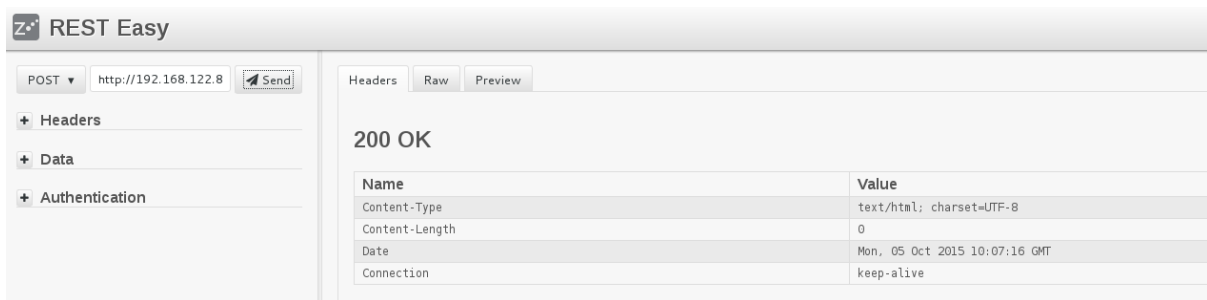 REST Easy
POST ▼ http://192.168.122.8 Send
Headers Raw Preview
+ Headers
+ Data
+ Authentication
200 OK
Name Value
Content-Type text/html; charset=UTF-8
Content-Length 0
Date Mon, 05 Oct 2015 10:07:16 GMT
Connection keep-alive